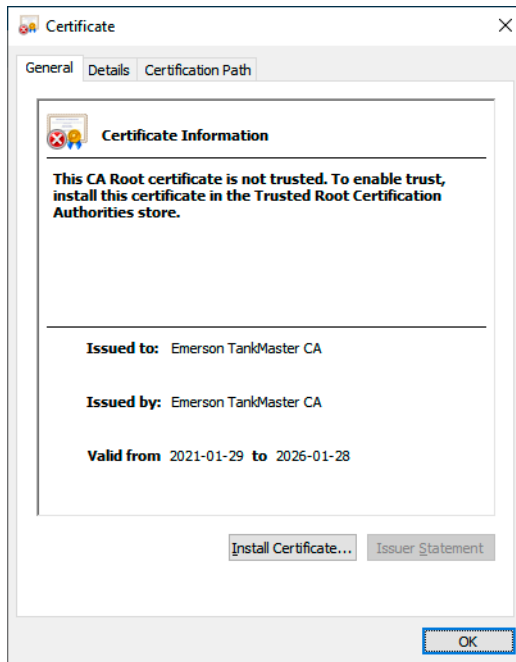 Certificate
General Details Certification Path
Certificate Information
This CA Root certificate is not trusted. To enable trust,
install this certificate in the Trusted Root Certification
Authorities store.
Issued to: Emerson TankMaster CA
Issued by: Emerson TankMaster CA
Valid from 2021-01-29 to 2026-01-28
Install Certificate... Issuer Statement
OK